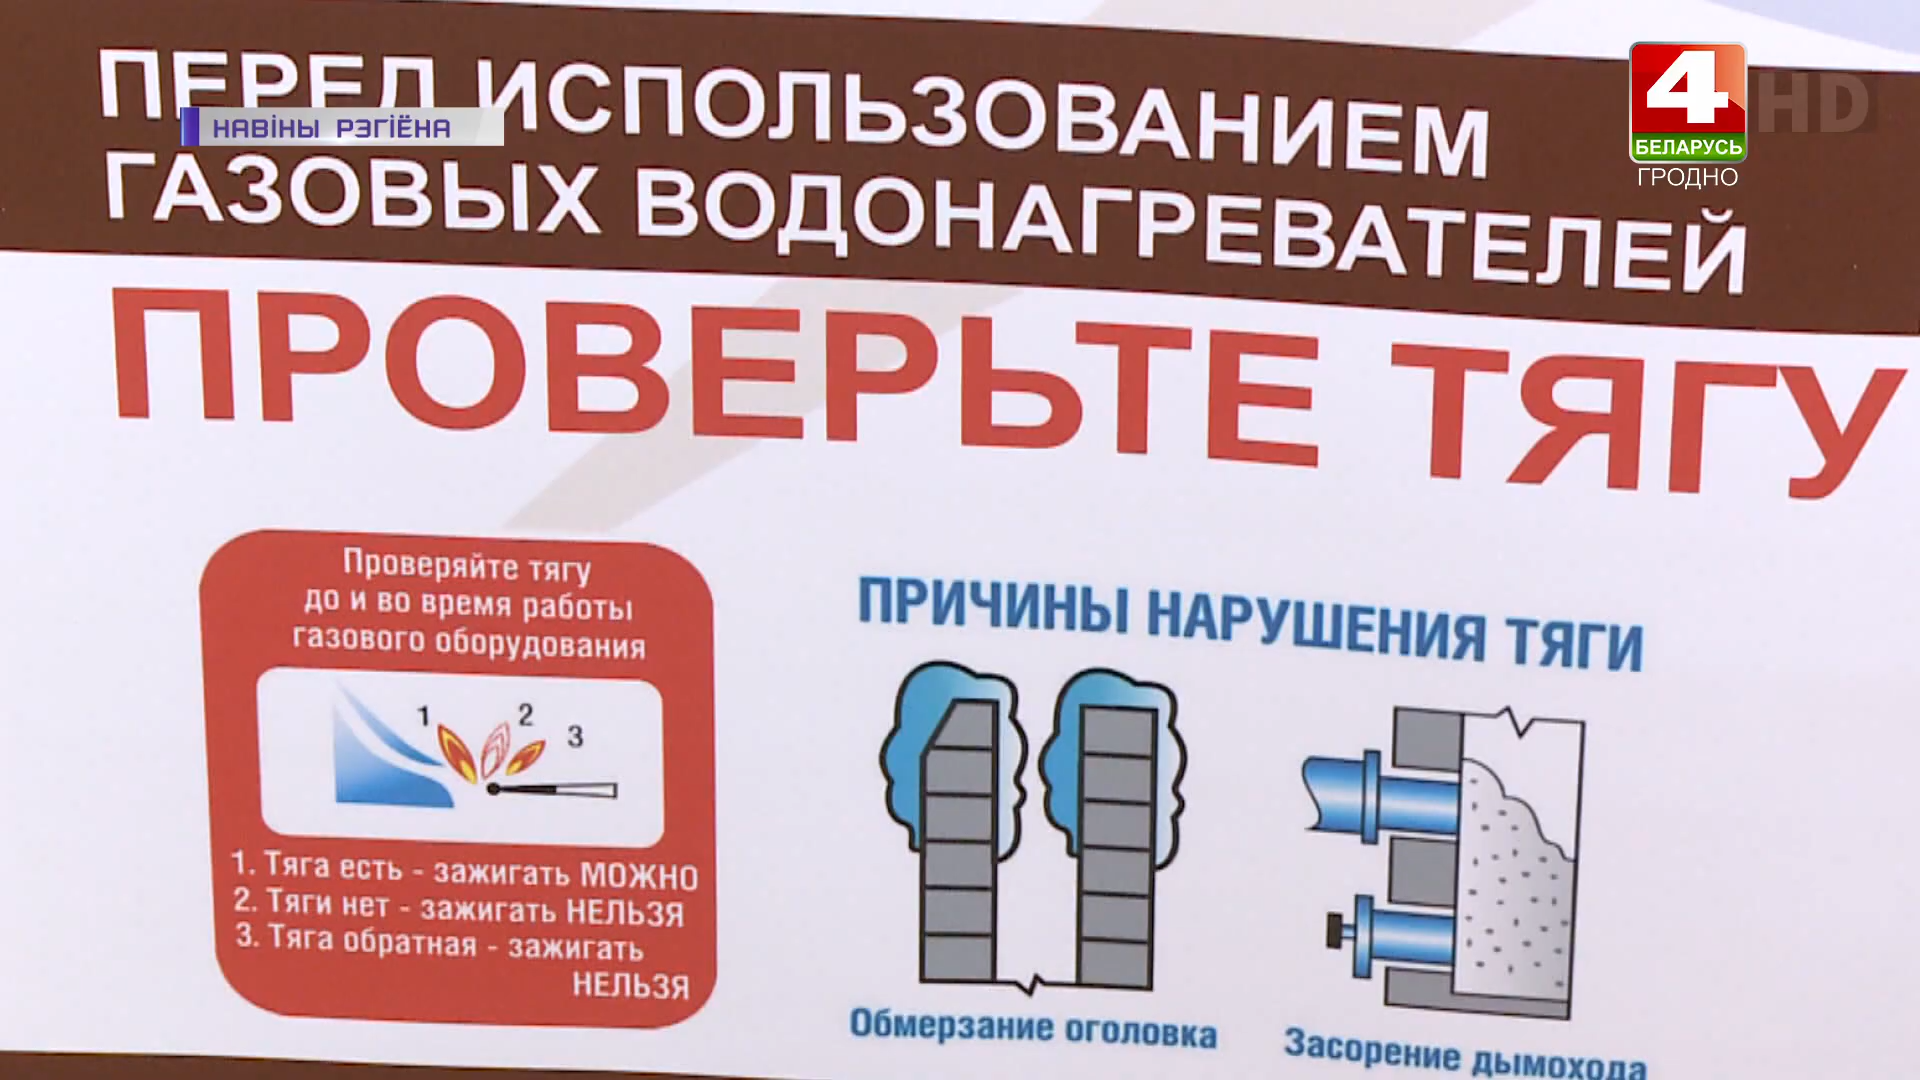 ПЕРЕД ИСПОЛЬЗОВАНИЕМ
НАВІНЫ РЭГІЁНА
ГАЗОВЫХ ВОДОНАГРЕВАТЕЛЕЙ
4 HD
БЕЛАРУСЬ
ГРОДНО
ПРОВЕРЬТЕ ТЯГУ
Проверяйте тягу
до и во время работы
газового оборудования
1 2 3
1. Тяга есть - зажигать МОЖНО
2. Тяги нет - зажигать НЕЛЬЗЯ
3. Тяга обратная - зажигать
НЕЛЬЗЯ
ПРИЧИНЫ НАРУШЕНИЯ ТЯГИ
Обмерзание оголовка
Засорение дымохода